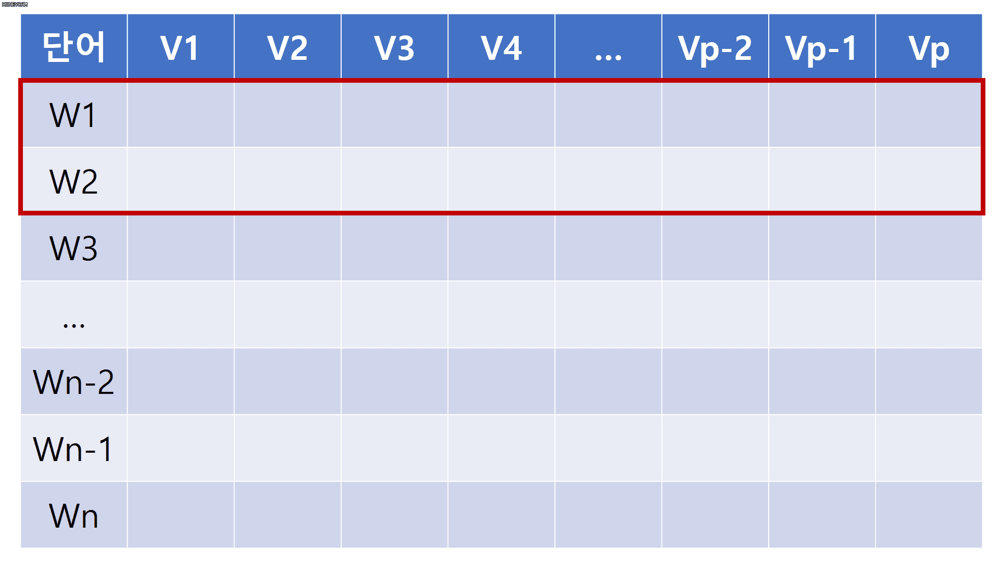 HONEYCAM
단어 V1 V2 V3 V4 ... Vp-2 Vp-1 Vp
W1
W2
W3
...
Wn-2
Wn-1
Wn